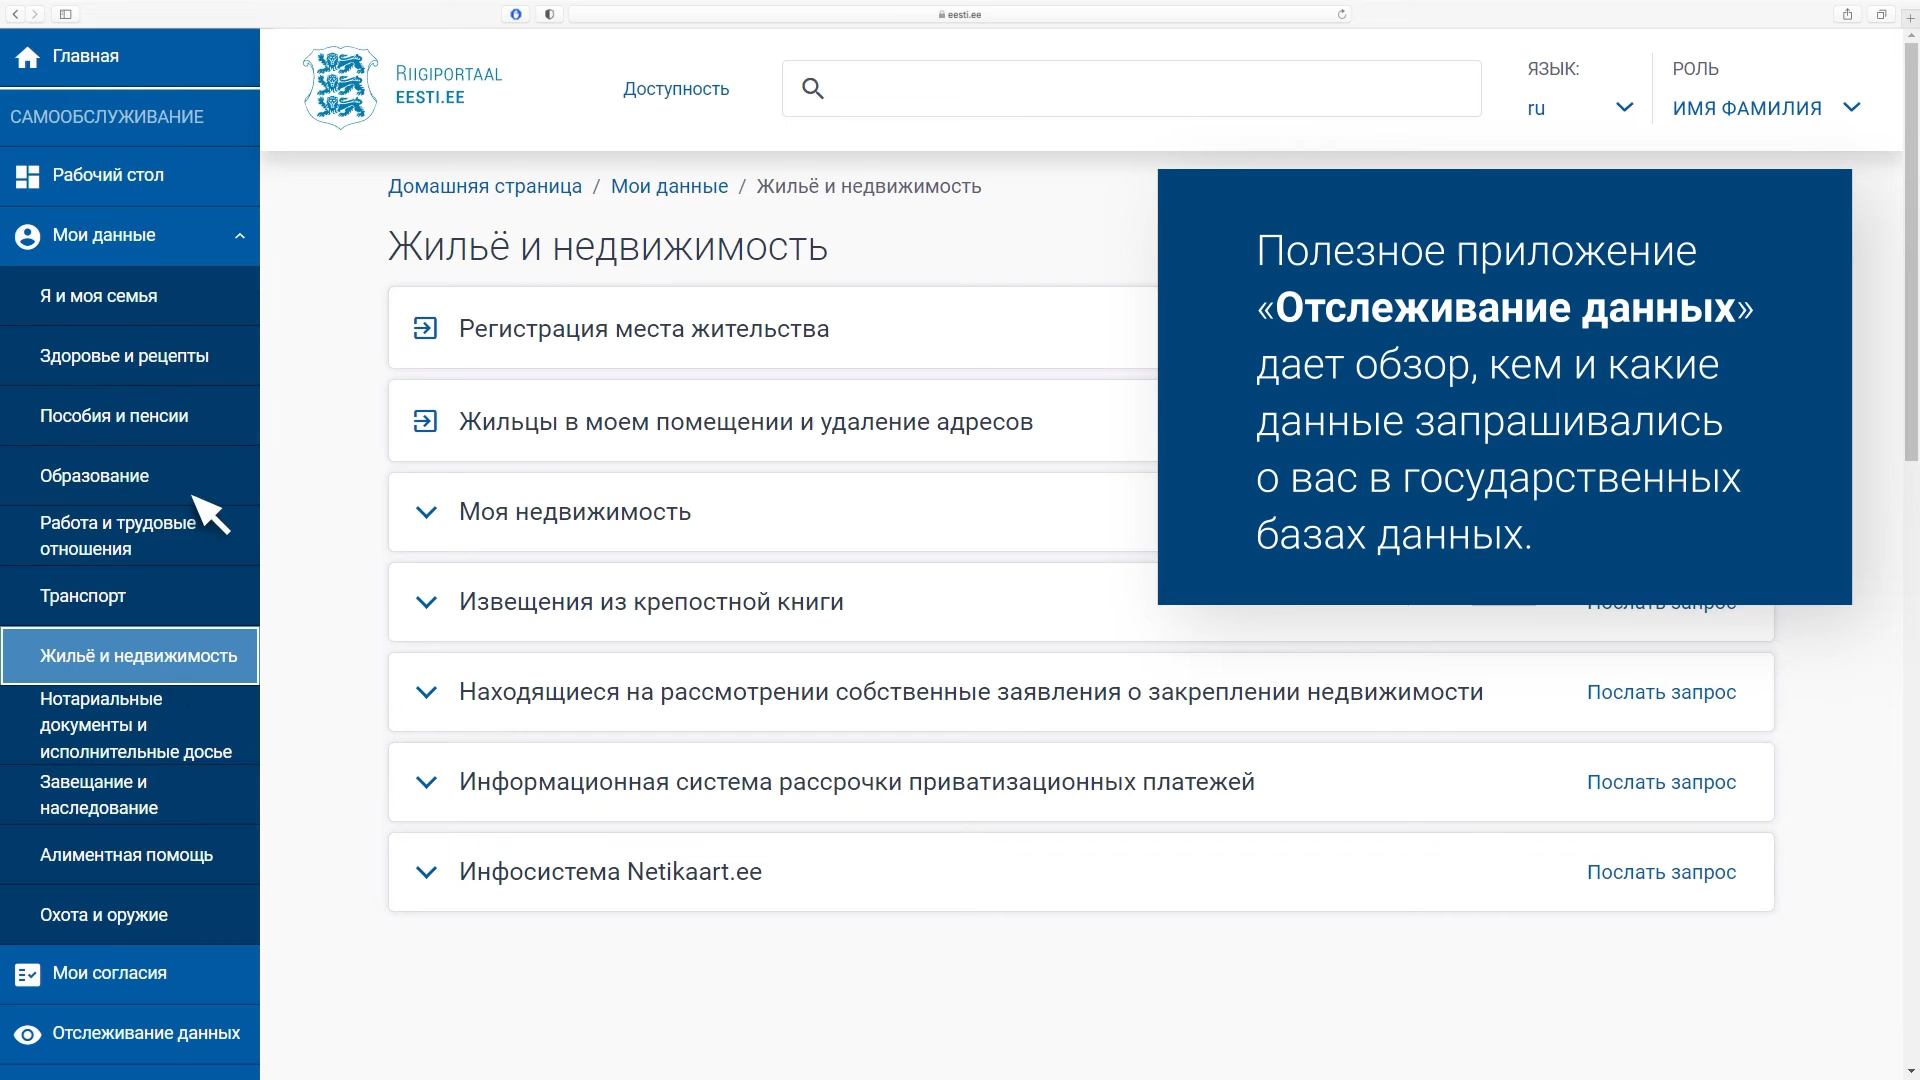 eesti.ee
Главная
САМООБСЛУЖИВАНИЕ
Рабочий стол
Мои данные
Я и моя семья
Здоровье и рецепты
Пособия и пенсии
Образование
Работа и трудовые
отношения
Транспорт
Жильё и недвижимость
Нотариальные
документы и
исполнительные досье
Завещание и
наследование
Алиментная помощь
Охота и оружие
Мои согласия
Отслеживание данных
RIIGIPORTAAL
EESTI.EE
Доступность
ЯЗЫК:
ru
РОЛЬ
ИМЯ ФАМИЛИЯ
Домашняя страница / Мои данные / Жильё и недвижимость
Жильё и недвижимость
Регистрация места жительства
Жильцы в моем помещении и удаление адресов
Моя недвижимость
Извещения из крепостной книги
Послать запрос
Находящиеся на рассмотрении собственные заявления о закреплении недвижимости
Послать запрос
Информационная система рассрочки приватизационных платежей
Послать запрос
Инфосистема Netikaart.ee
Послать запрос
Полезное приложение
«Отслеживание данных»
дает обзор, кем и какие
данные запрашивались
о вас в государственных
базах данных.